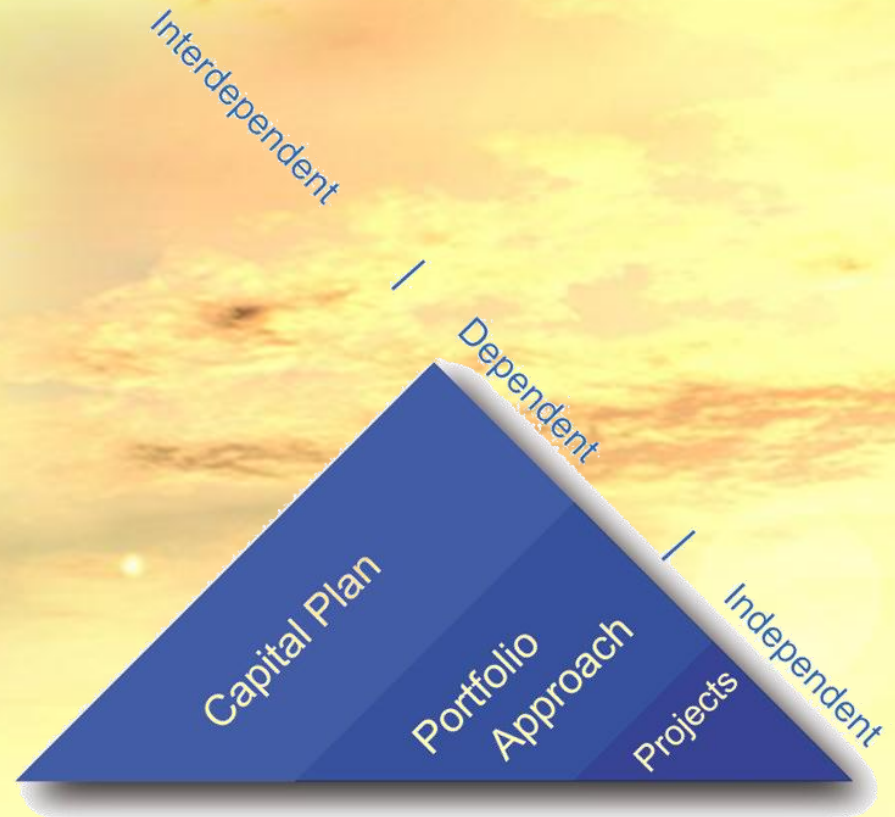 Interdependent
Dependent
Independent
Capital Plan
Portfolio
Approach
Projects